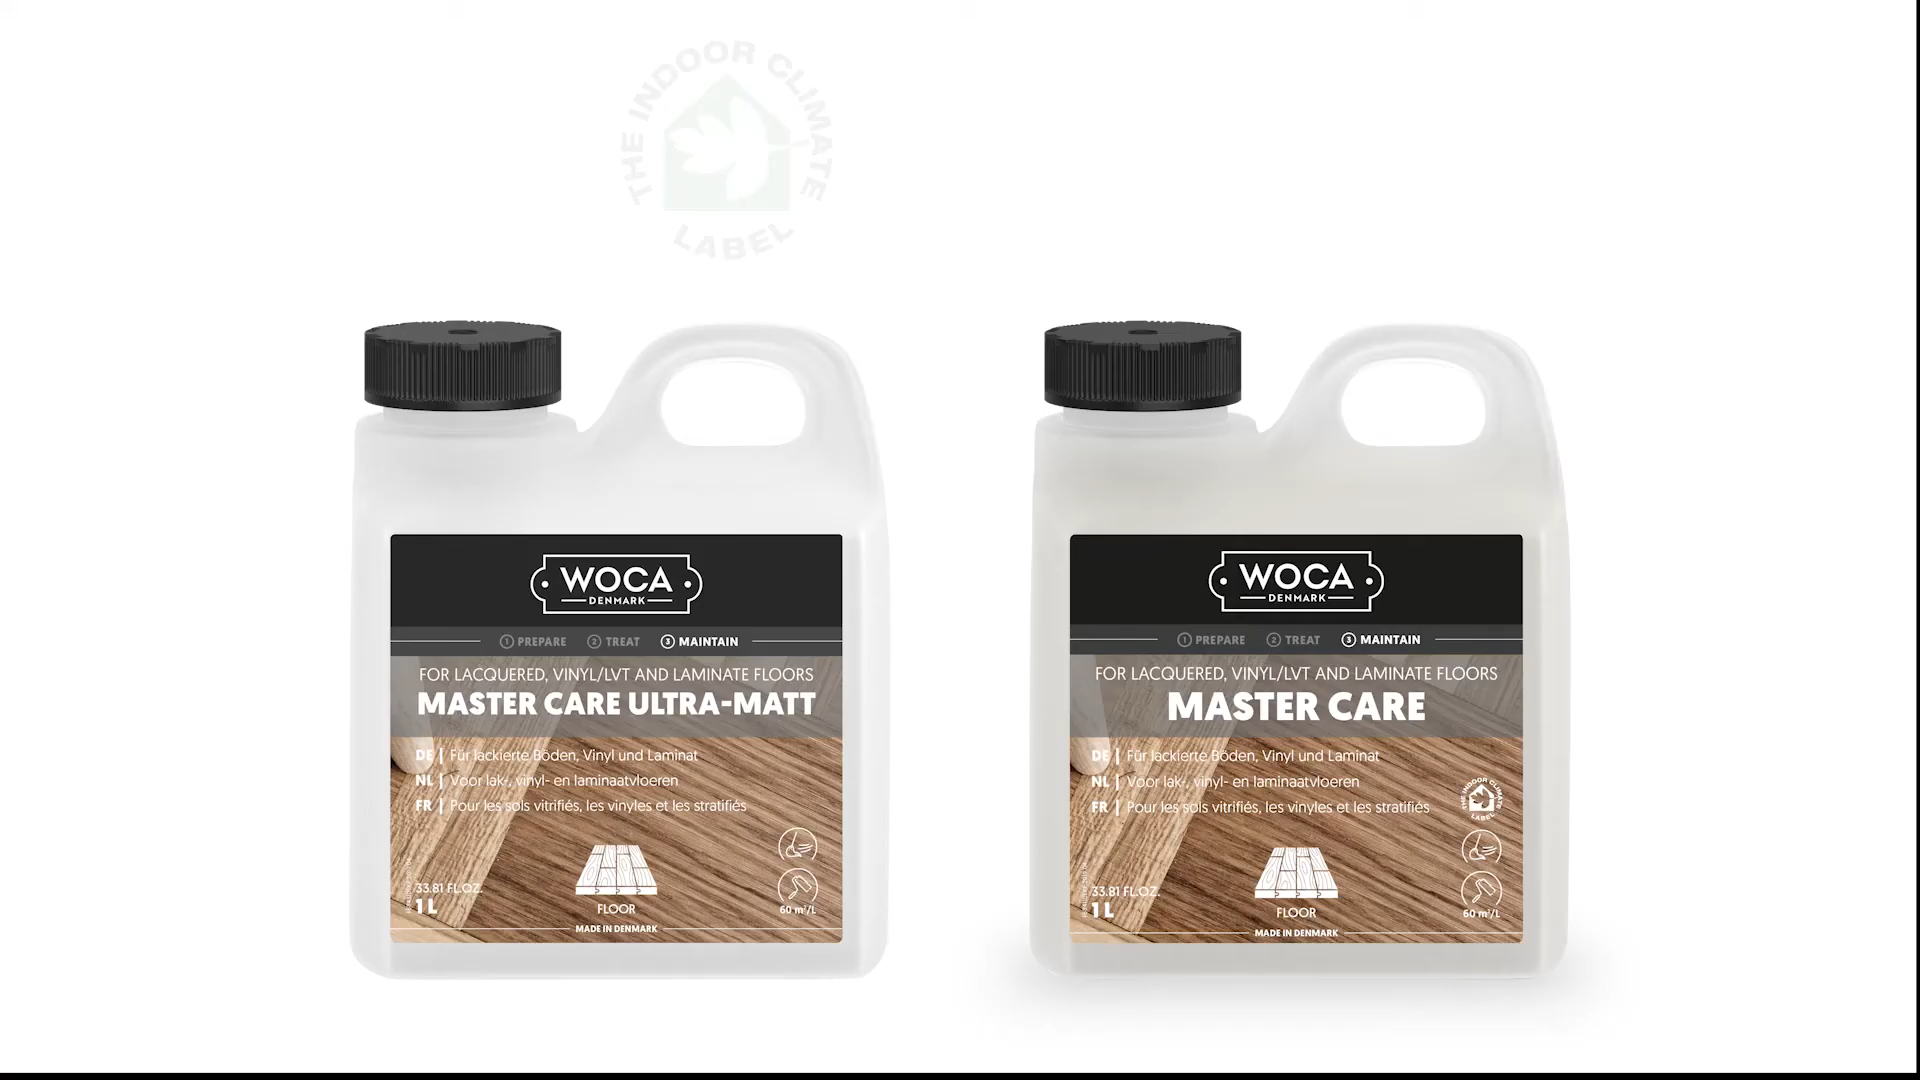 THE INDOOR CLIMATE
LABEL
WOCA
DENMARK
1 PREPARE 2 TREAT 3 MAINTAIN
FOR LACQUERED, VINYL/LVT AND LAMINATE FLOORS
MASTER CARE ULTRA-MATT
DE | Für lackierte Böden, Vinyl und Laminat
NL | Voor lak-, vinyl- en laminaatvloeren
FR | Pour les sols vitrifiés, les vinyles et les stratifiés
33.81 FL.OZ.
1 L
FLOOR
60 m²/L
MADE IN DENMARK
WOCA
DENMARK
1 PREPARE 2 TREAT 3 MAINTAIN
FOR LACQUERED, VINYL/LVT AND LAMINATE FLOORS
MASTER CARE
DE | Für lackierte Böden, Vinyl und Laminat
NL | Voor lak-, vinyl- en laminaatvloeren
FR | Pour les sols vitrifiés, les vinyles et les stratifiés
THE INDOOR CLIMATE
LABEL
33.81 FL.OZ.
1 L
FLOOR
60 m²/L
MADE IN DENMARK